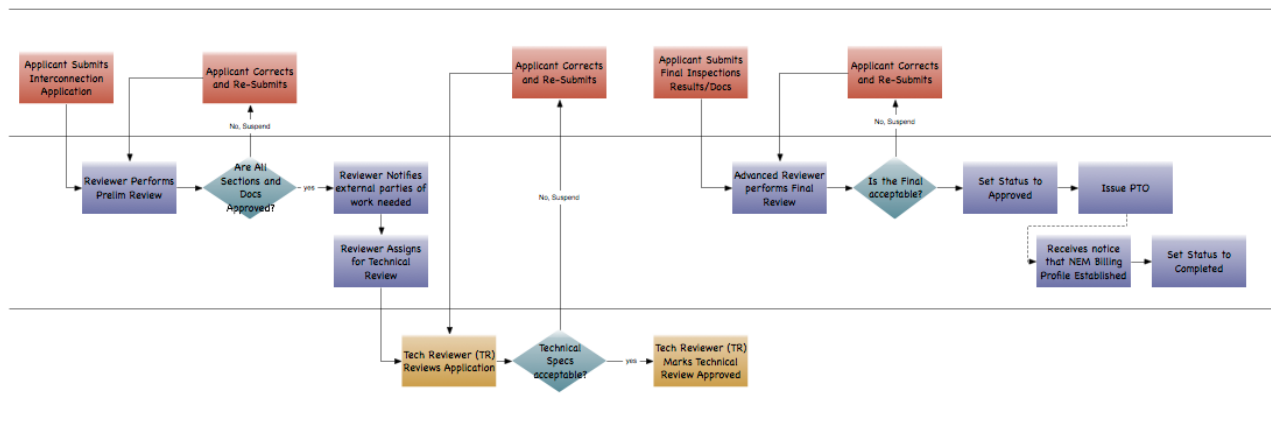 Applicant Submits
Interconnection
Application
Applicant Corrects
and Re-Submits
Applicant Corrects
and Re-Submits
Applicant Submits
Final Inspections
Results/Docs
Applicant Corrects
and Re-Submits
No, Suspend
No, Suspend
Reviewer Performs
Prelim Review
Are All
Sections and
Docs
Approved?
yes
Reviewer Notifies
external parties of
work needed
No, Suspend
Advanced Reviewer
performs Final
Review
Is the Final
acceptable?
Set Status to
Approved
Issue PTO
Reviewer Assigns
for Technical
Review
Receives notice
that NEM Billing
Profile Established
Set Status to
Completed
Tech Reviewer (TR)
Reviews Application
Technical
Specs
acceptable?
yes
Tech Reviewer (TR)
Marks Technical
Review Approved